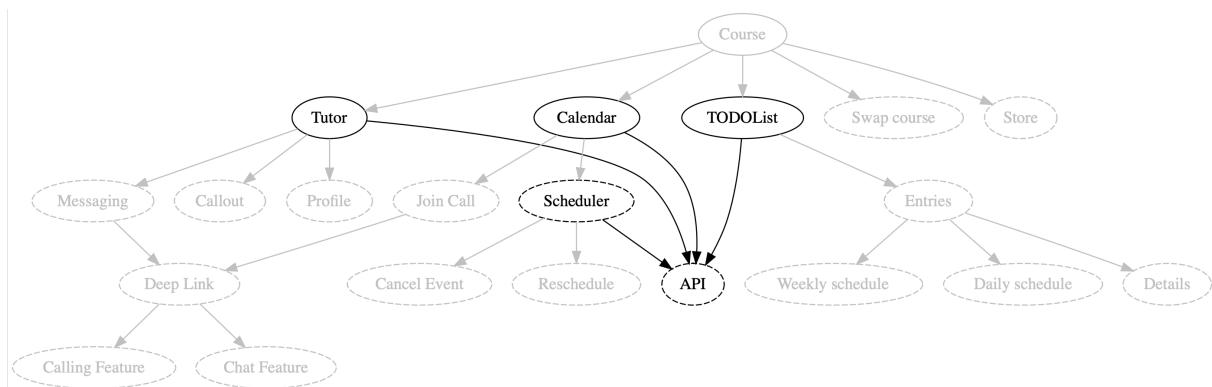 Course
Tutor
Calendar
TODOList
Swap course
Store
Messaging
Callout
Profile
Join Call
Scheduler
Entries
Deep Link
Cancel Event
Reschedule
API
Weekly schedule
Daily schedule
Details
Calling Feature
Chat Feature